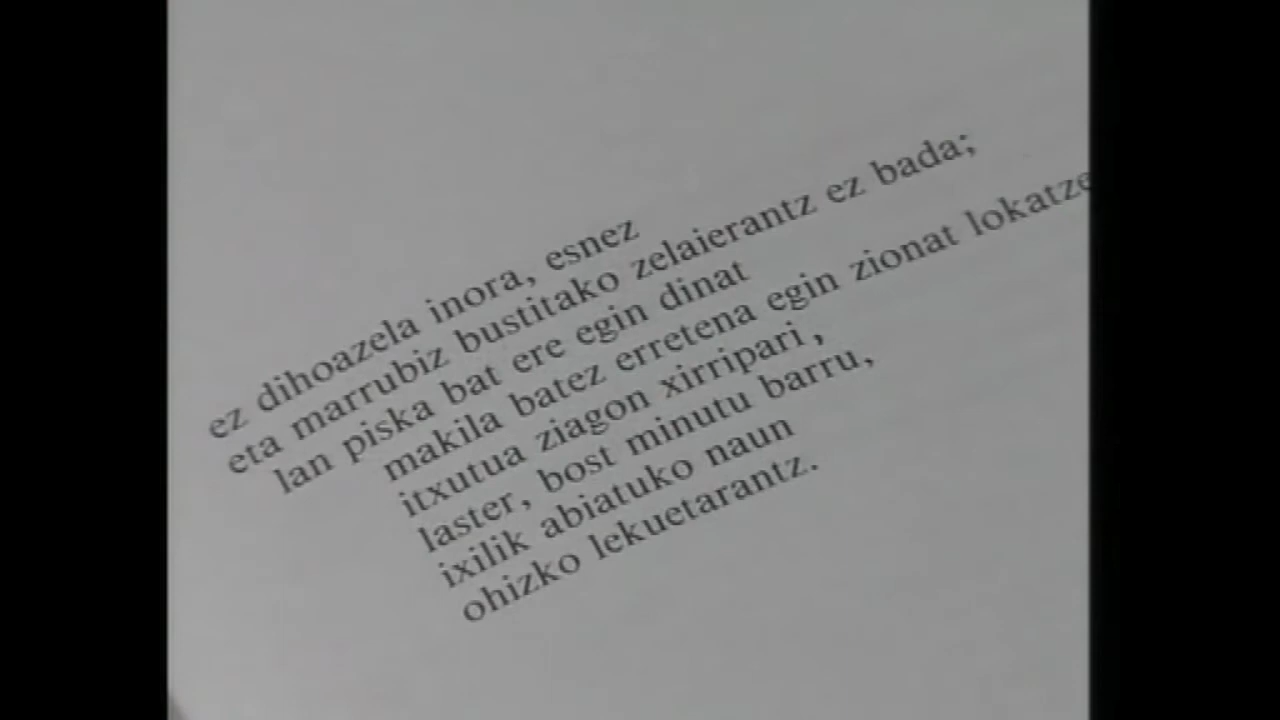 ez dihoazela inora, esnez
eta marrubiz bustitako zelaierantz ez bada;
lan piska bat ere egin dinat
makila batez erretena egin zionat lokatze
itxutua ziagon xirripari,
laster, bost minutu barru,
ixilik abiatuko naun
ohizko lekuetarantz.